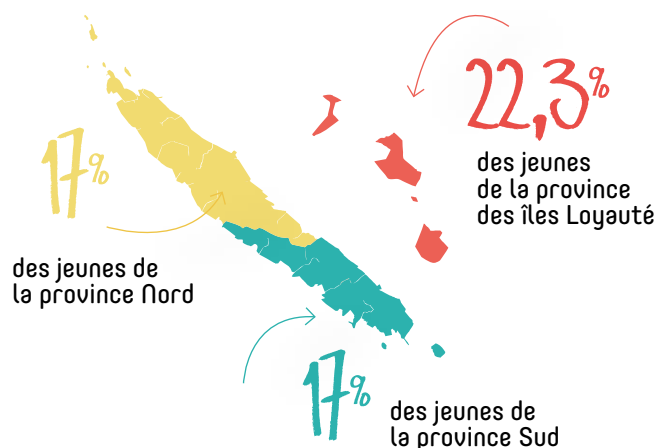 22,3%
des jeunes
de la province
des îles Loyauté
17%
des jeunes de
la province Nord
17%
des jeunes de
la province Sud